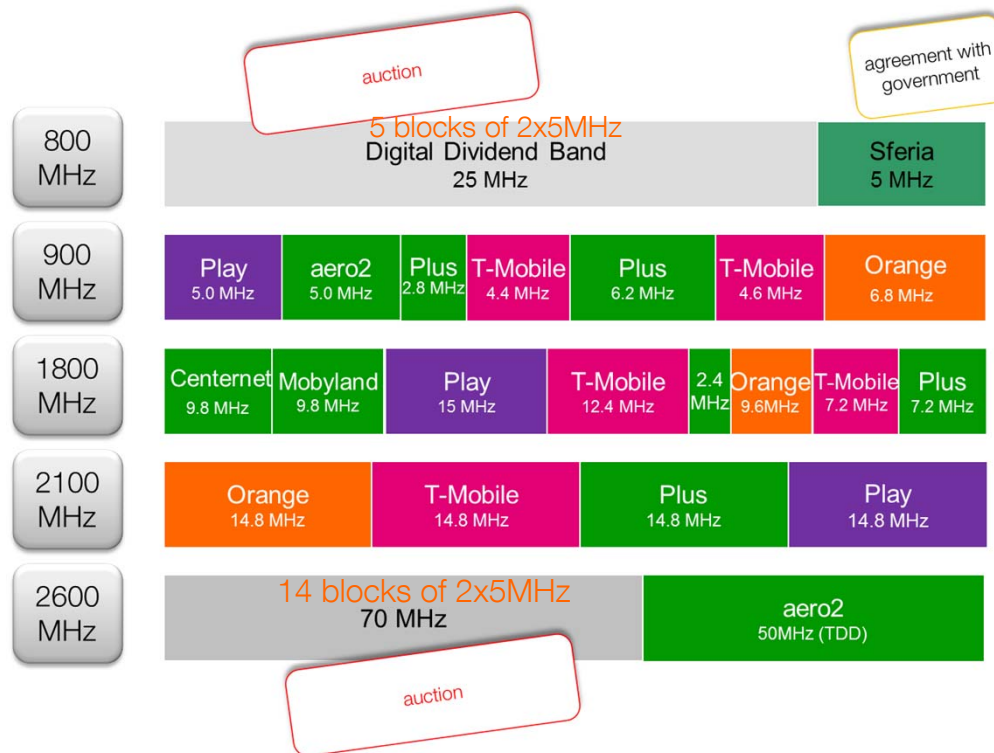 auction
agreement with
government
800
MHz
5 blocks of 2x5MHz
Digital Dividend Band
25 MHz
Sferia
5 MHz
900
MHz
Play
5.0 MHz
aero2
5.0 MHz
Plus
2.8 MHz
T-Mobile
4.4 MHz
Plus
6.2 MHz
T-Mobile
4.6 MHz
Orange
6.8 MHz
1800
MHz
Centernet
9.8 MHz
Mobyland
9.8 MHz
Play
15 MHz
T-Mobile
12.4 MHz
2.4
MHz
Orange
9.6MHz
T-Mobile
7.2 MHz
Plus
7.2 MHz
2100
MHz
Orange
14.8 MHz
T-Mobile
14.8 MHz
Plus
14.8 MHz
Play
14.8 MHz
2600
MHz
14 blocks of 2x5MHz
70 MHz
aero2
50MHz (TDD)
auction